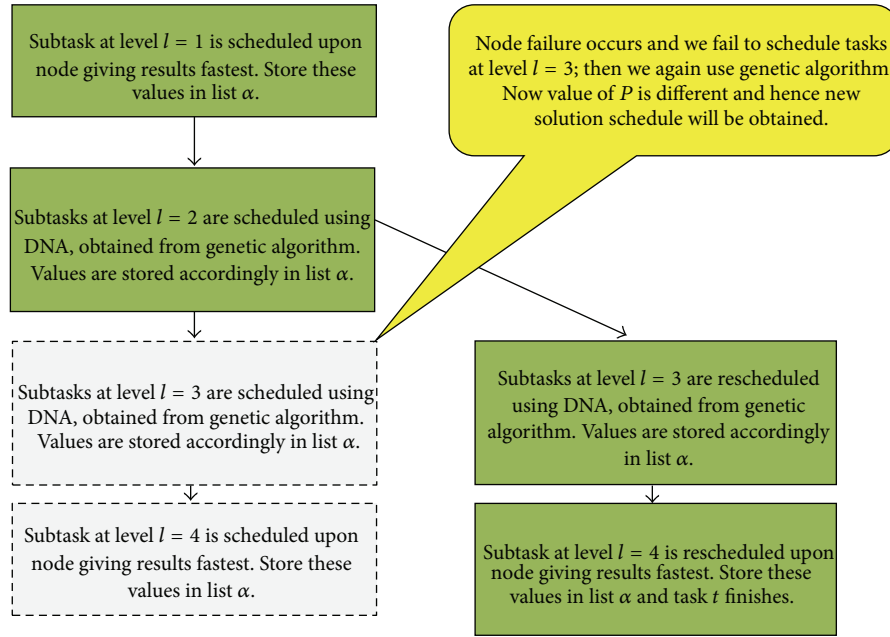 Subtask at level l = 1 is scheduled upon
node giving results fastest. Store these
values in list α.
Node failure occurs and we fail to schedule tasks
at level l = 3; then we again use genetic algorithm.
Now value of P is different and hence new
solution schedule will be obtained.
Subtasks at level l = 2 are scheduled using
DNA, obtained from genetic algorithm.
Values are stored accordingly in list α.
Subtasks at level l = 3 are scheduled using
DNA, obtained from genetic algorithm.
Values are stored accordingly in list α.
Subtask at level l = 4 is scheduled upon
node giving results fastest. Store these
values in list α.
Subtasks at level l = 3 are rescheduled
using DNA, obtained from genetic
algorithm. Values are stored accordingly
in list α.
Subtask at level l = 4 is rescheduled upon
node giving results fastest. Store these
values in list α and task t finishes.